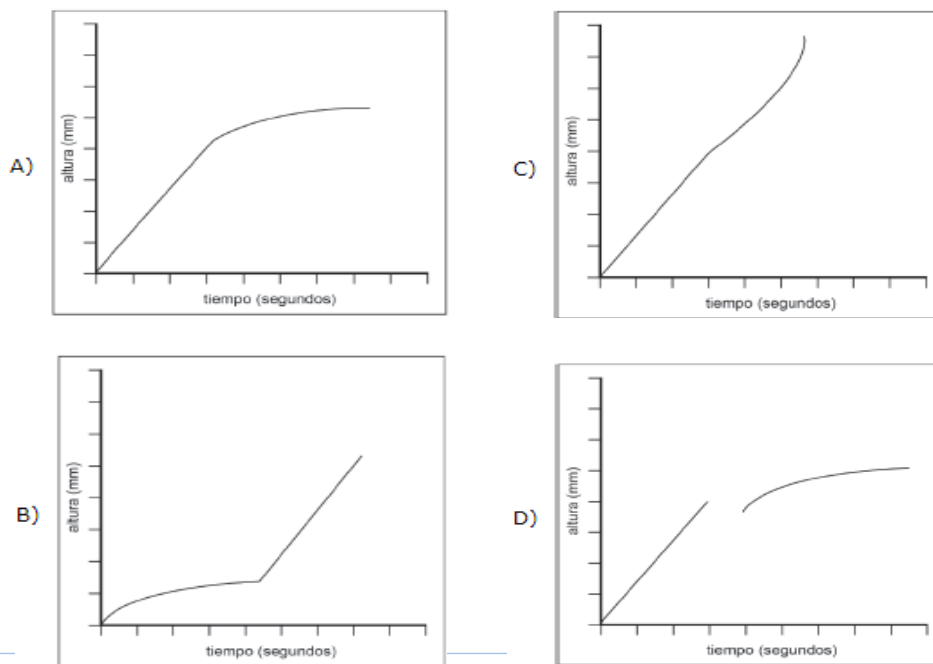 A)
altura (mm)
tiempo (segundos)
B)
altura (mm)
tiempo (segundos)
C)
altura (mm)
tiempo (segundos)
D)
altura (mm)
tiempo (segundos)